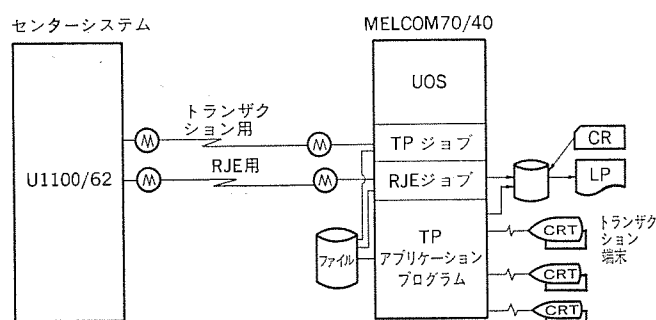 センターシステム
MELCOM70/40
UOS
トランザク
ション用
TP ジョブ
CR
U1100/62
RJE用
RJEジョブ
LP
TP
アプリケーション
プログラム
ファイル
CRT
トランザク
ション
端末
CRT
CRT